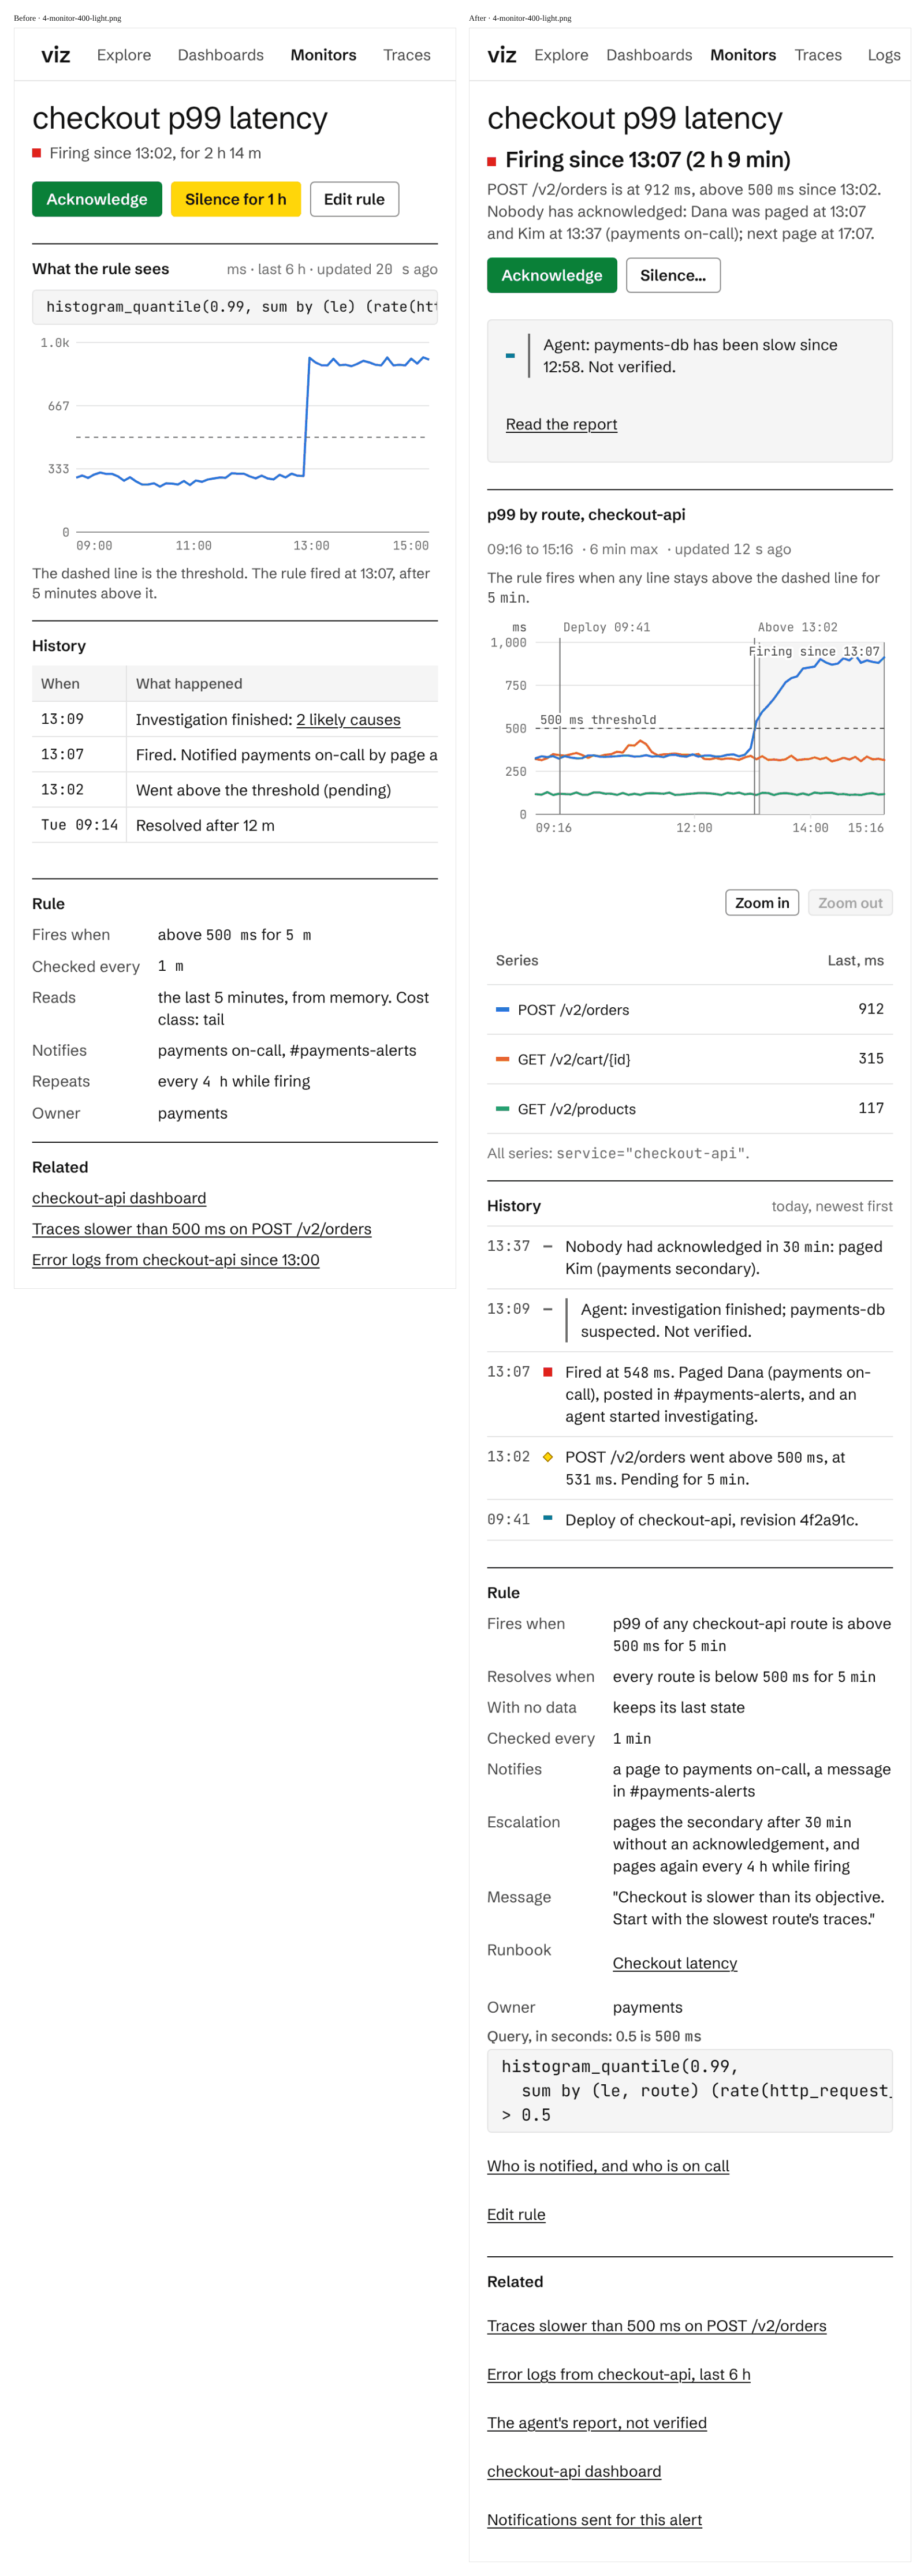 Before · 4-monitor-400-light.png
viz Explore Dashboards Monitors Traces
checkout p99 latency
Firing since 13:02, for 2 h 14 m
Acknowledge Silence for 1 h Edit rule
What the rule sees ms · last 6 h · updated 20 s ago
histogram_quantile(0.99, sum by (le) (rate(htt
1.0k
667
333
0
09:00 11:00 13:00 15:00
The dashed line is the threshold. The rule fired at 13:07, after
5 minutes above it.
History
When What happened
13:09 Investigation finished: 2 likely causes
13:07 Fired. Notified payments on-call by page a
13:02 Went above the threshold (pending)
Tue 09:14 Resolved after 12 m
Rule
Fires when above 500 ms for 5 m
Checked every 1 m
Reads the last 5 minutes, from memory. Cost
class: tail
Notifies payments on-call, #payments-alerts
Repeats every 4 h while firing
Owner payments
Related
checkout-api dashboard
Traces slower than 500 ms on POST /v2/orders
Error logs from checkout-api since 13:00
After · 4-monitor-400-light.png
viz Explore Dashboards Monitors Traces Logs
checkout p99 latency
Firing since 13:07 (2 h 9 min)
POST /v2/orders is at 912 ms, above 500 ms since 13:02.
Nobody has acknowledged: Dana was paged at 13:07
and Kim at 13:37 (payments on-call); next page at 17:07.
Acknowledge Silence...
Agent: payments-db has been slow since
12:58. Not verified.
Read the report
p99 by route, checkout-api
09:16 to 15:16 · 6 min max · updated 12 s ago
The rule fires when any line stays above the dashed line for
5 min.
ms Deploy 09:41 Above 13:02
1,000
Firing since 13:07
750
500 ms threshold
500
250
0
09:16 12:00 14:00 15:16
Zoom in Zoom out
Series Last, ms
POST /v2/orders 912
GET /v2/cart/{id} 315
GET /v2/products 117
All series: service="checkout-api".
History today, newest first
13:37 Nobody had acknowledged in 30 min: paged
Kim (payments secondary).
13:09 Agent: investigation finished; payments-db
suspected. Not verified.
13:07 Fired at 548 ms. Paged Dana (payments on-
call), posted in #payments-alerts, and an
agent started investigating.
13:02 POST /v2/orders went above 500 ms, at
531 ms. Pending for 5 min.
09:41 Deploy of checkout-api, revision 4f2a91c.
Rule
Fires when p99 of any checkout-api route is above
500 ms for 5 min
Resolves when every route is below 500 ms for 5 min
With no data keeps its last state
Checked every 1 min
Notifies a page to payments on-call, a message
in #payments-alerts
Escalation pages the secondary after 30 min
without an acknowledgement, and
pages again every 4 h while firing
Message "Checkout is slower than its objective.
Start with the slowest route's traces."
Runbook Checkout latency
Owner payments
Query, in seconds: 0.5 is 500 ms
histogram_quantile(0.99,
sum by (le, route) (rate(http_request_
> 0.5
Who is notified, and who is on call
Edit rule
Related
Traces slower than 500 ms on POST /v2/orders
Error logs from checkout-api, last 6 h
The agent's report, not verified
checkout-api dashboard
Notifications sent for this alert